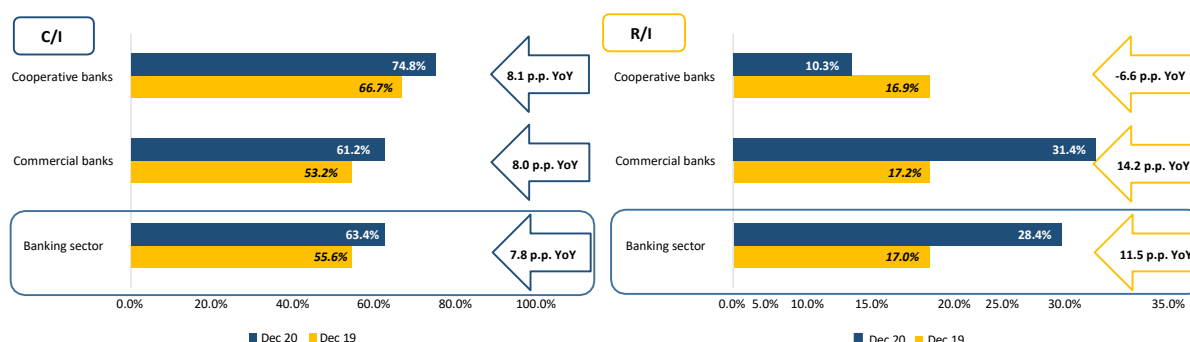 C/I
Cooperative banks
74.8%
66.7%
8.1 p.p. YoY
Commercial banks
61.2%
53.2%
8.0 p.p. YoY
Banking sector
63.4%
55.6%
7.8 p.p. YoY
0.0% 20.0% 40.0% 60.0% 80.0% 100.0%
Dec 20 Dec 19
R/I
Cooperative banks
10.3%
16.9%
-6.6 p.p. YoY
Commercial banks
31.4%
17.2%
14.2 p.p. YoY
Banking sector
28.4%
17.0%
11.5 p.p. YoY
0.0% 5.0% 10.0% 15.0% 20.0% 25.0% 30.0% 35.0%
Dec 20 Dec 19